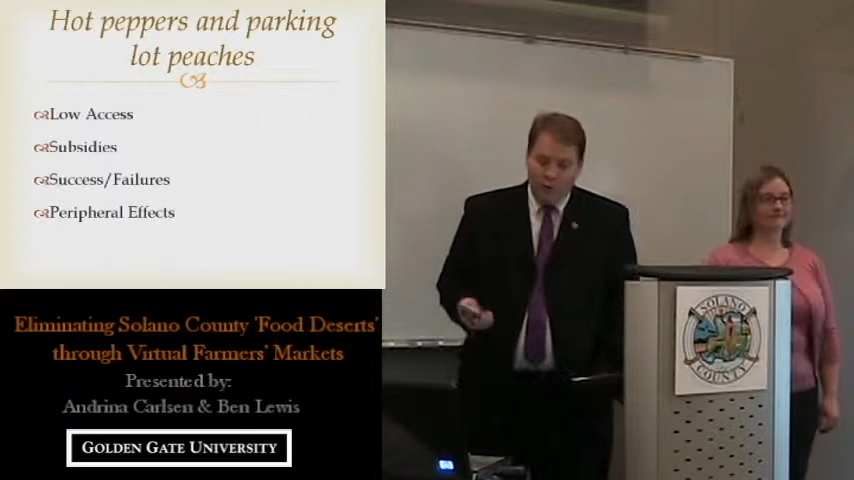 Hot peppers and parking
lot peaches
Low Access
Subsidies
Success/Failures
Peripheral Effects
Eliminating Solano County 'Food Deserts'
through Virtual Farmers' Markets
Presented by:
Andrina Carlsen & Ben Lewis
GOLDEN GATE UNIVERSITY
SOLANO
COUNTY